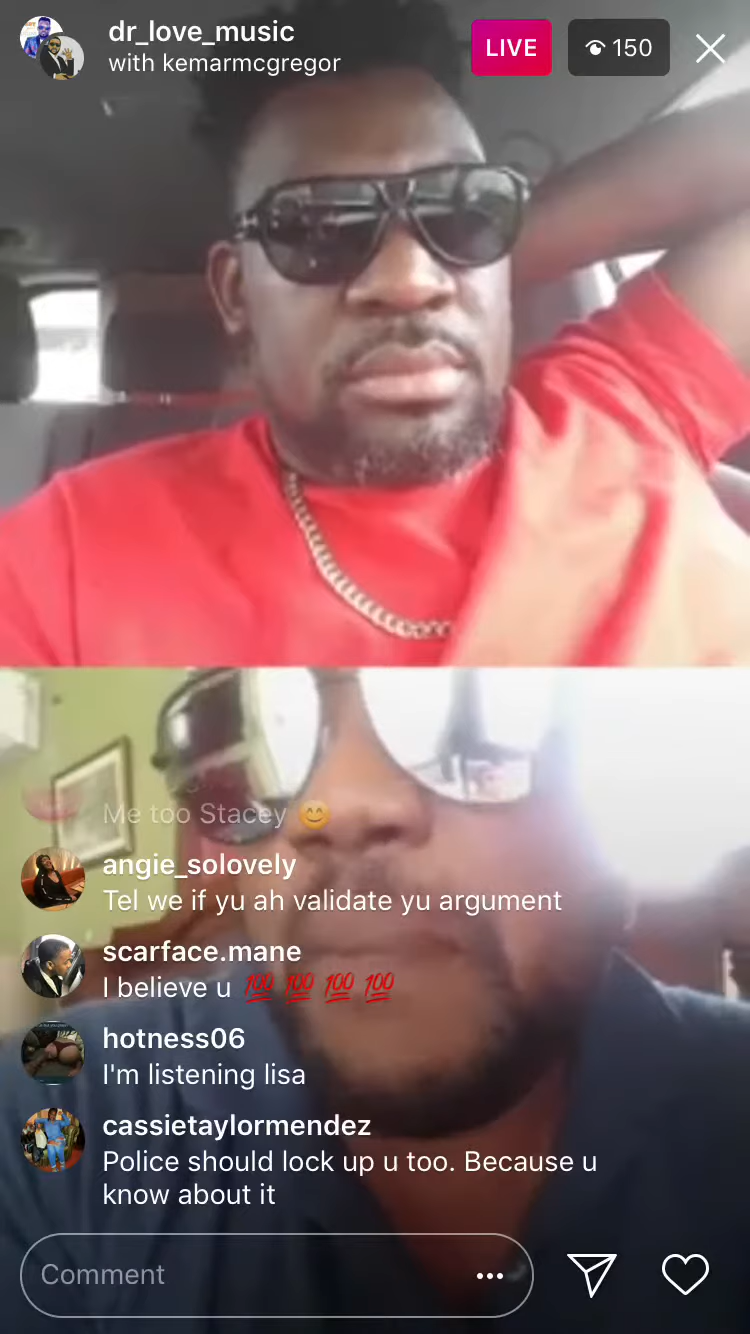 dr_love_music
with kemarmcgregor
LIVE
150
Me too Stacey 😊
angie_solovely
Tel we if yu ah validate yu argument
scarface.mane
I believe u 💯 💯 💯 💯
hotness06
I'm listening lisa
cassietaylormendez
Police should lock up u too. Because u
know about it
Comment